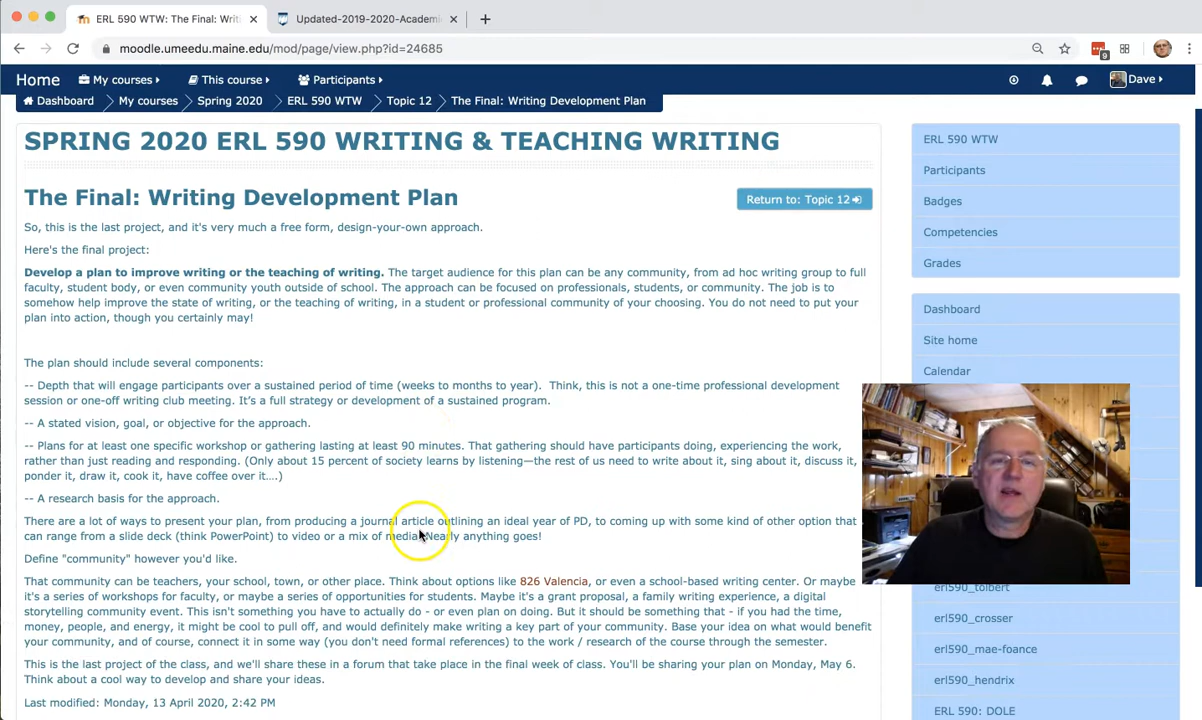 ERL 590 WTW: The Final: Writi
Updated-2019-2020-Academi
moodle.umeedu.maine.edu/mod/page/view.php?id=24685
9
Home My courses This course Participants Dave
Dashboard My courses Spring 2020 ERL 590 WTW Topic 12 The Final: Writing Development Plan
SPRING 2020 ERL 590 WRITING & TEACHING WRITING
The Final: Writing Development Plan
Return to: Topic 12
So, this is the last project, and it's very much a free form, design-your-own approach.
Here's the final project:
Develop a plan to improve writing or the teaching of writing. The target audience for this plan can be any community, from ad hoc writing group to full
faculty, student body, or even community youth outside of school. The approach can be focused on professionals, students, or community. The job is to
somehow help improve the state of writing, or the teaching of writing, in a student or professional community of your choosing. You do not need to put your
plan into action, though you certainly may!
The plan should include several components:
-- Depth that will engage participants over a sustained period of time (weeks to months to year). Think, this is not a one-time professional development
session or one-off writing club meeting. It's a full strategy or development of a sustained program.
-- A stated vision, goal, or objective for the approach.
-- Plans for at least one specific workshop or gathering lasting at least 90 minutes. That gathering should have participants doing, experiencing the work,
rather than just reading and responding. (Only about 15 percent of society learns by listening—the rest of us need to write about it, sing about it, discuss it,
ponder it, draw it, cook it, have coffee over it….)
-- A research basis for the approach.
There are a lot of ways to present your plan, from producing a journal article outlining an ideal year of PD, to coming up with some kind of other option that
can range from a slide deck (think PowerPoint) to video or a mix of media. Nearly anything goes!
Define "community" however you'd like.
That community can be teachers, your school, town, or other place. Think about options like 826 Valencia, or even a school-based writing center. Or maybe
it's a series of workshops for faculty, or maybe a series of opportunities for students. Maybe it's a grant proposal, a family writing experience, a digital
storytelling community event. This isn't something you have to actually do - or even plan on doing. But it should be something that - if you had the time,
money, people, and energy, it might be cool to pull off, and would definitely make writing a key part of your community. Base your idea on what would benefit
your community, and of course, connect it in some way (you don't need formal references) to the work / research of the course through the semester.
This is the last project of the class, and we'll share these in a forum that take place in the final week of class. You'll be sharing your plan on Monday, May 6.
Think about a cool way to develop and share your ideas.
Last modified: Monday, 13 April 2020, 2:42 PM
ERL 590 WTW
Participants
Badges
Competencies
Grades
Dashboard
Site home
Calendar
erl590_tolbert
erl590_crosser
erl590_mae-foance
erl590_hendrix
ERL 590: DOLE